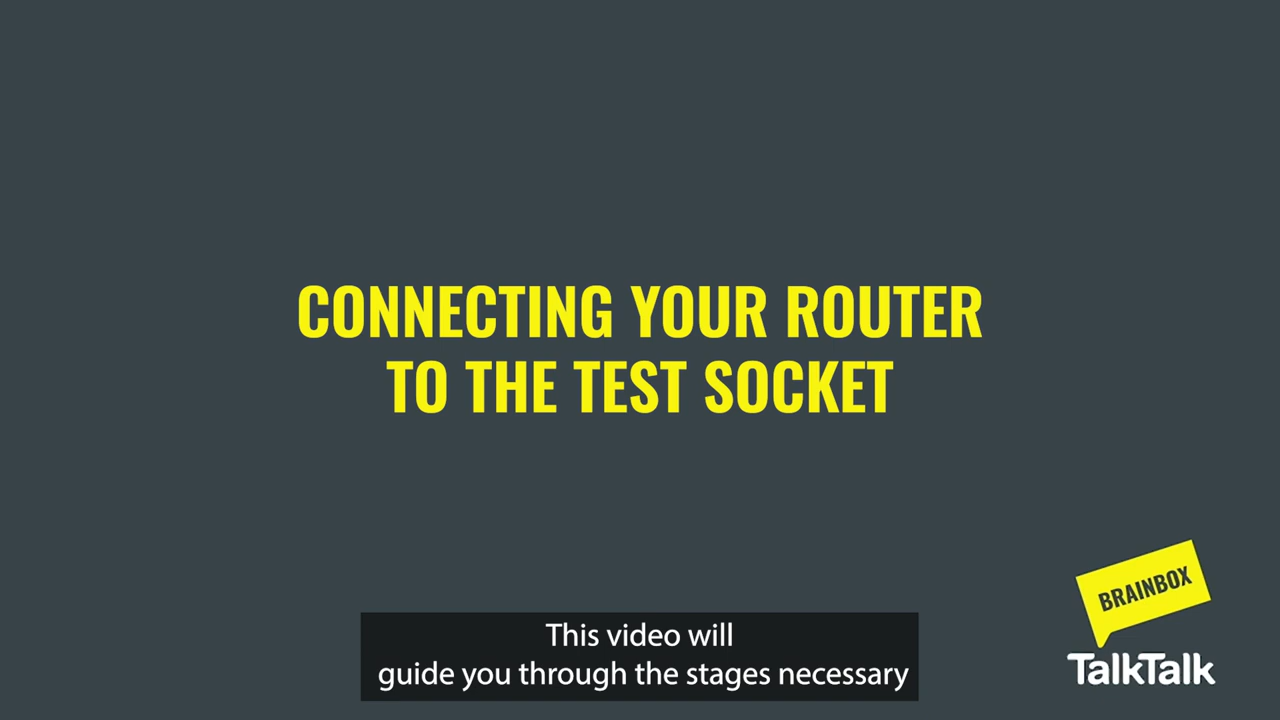 CONNECTING YOUR ROUTER
TO THE TEST SOCKET
BRAINBOX
TalkTalk
This video will
guide you through the stages necessary